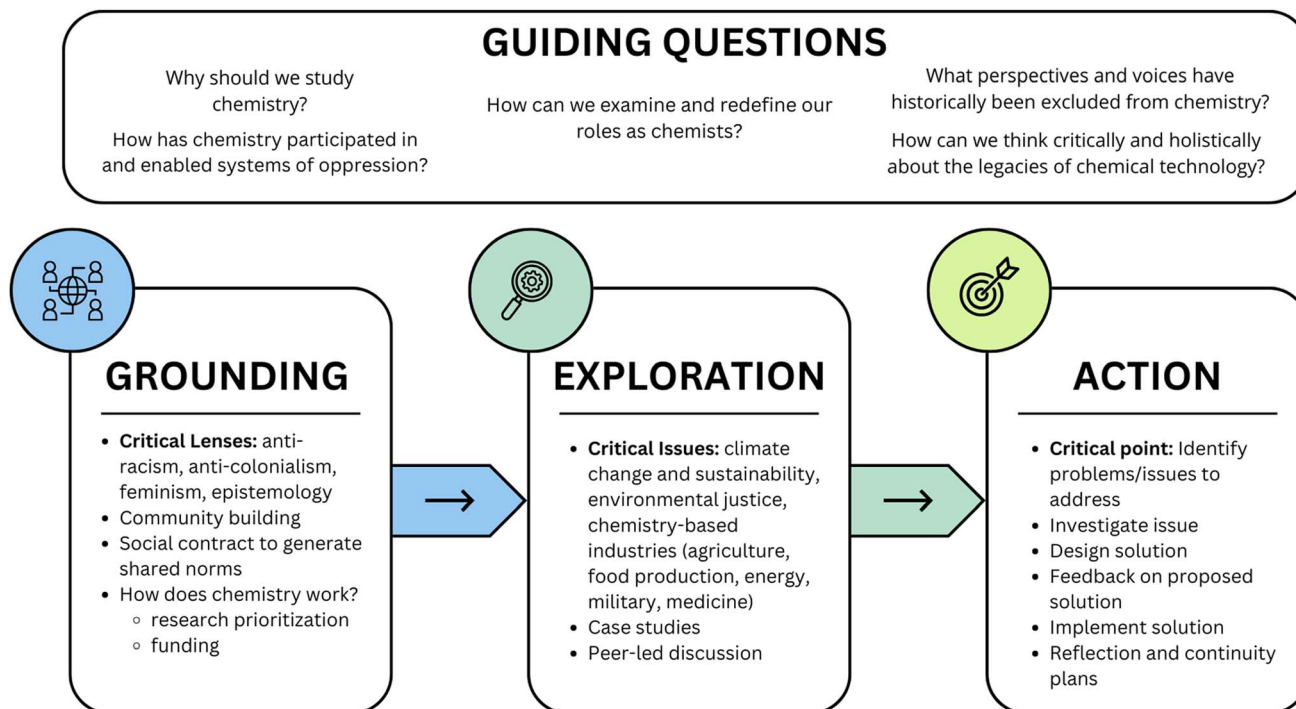 GUIDING QUESTIONS
Why should we study
chemistry?
How has chemistry participated in
and enabled systems of oppression?
How can we examine and redefine our
roles as chemists?
What perspectives and voices have
historically been excluded from chemistry?
How can we think critically and holistically
about the legacies of chemical technology?
GROUNDING
• Critical Lenses: anti-
racism, anti-colonialism,
feminism, epistemology
• Community building
• Social contract to generate
shared norms
• How does chemistry work?
◦ research prioritization
◦ funding
EXPLORATION
• Critical Issues: climate
change and sustainability,
environmental justice,
chemistry-based
industries (agriculture,
food production, energy,
military, medicine)
• Case studies
• Peer-led discussion
ACTION
• Critical point: Identify
problems/issues to
address
• Investigate issue
• Design solution
• Feedback on proposed
solution
• Implement solution
• Reflection and continuity
plans